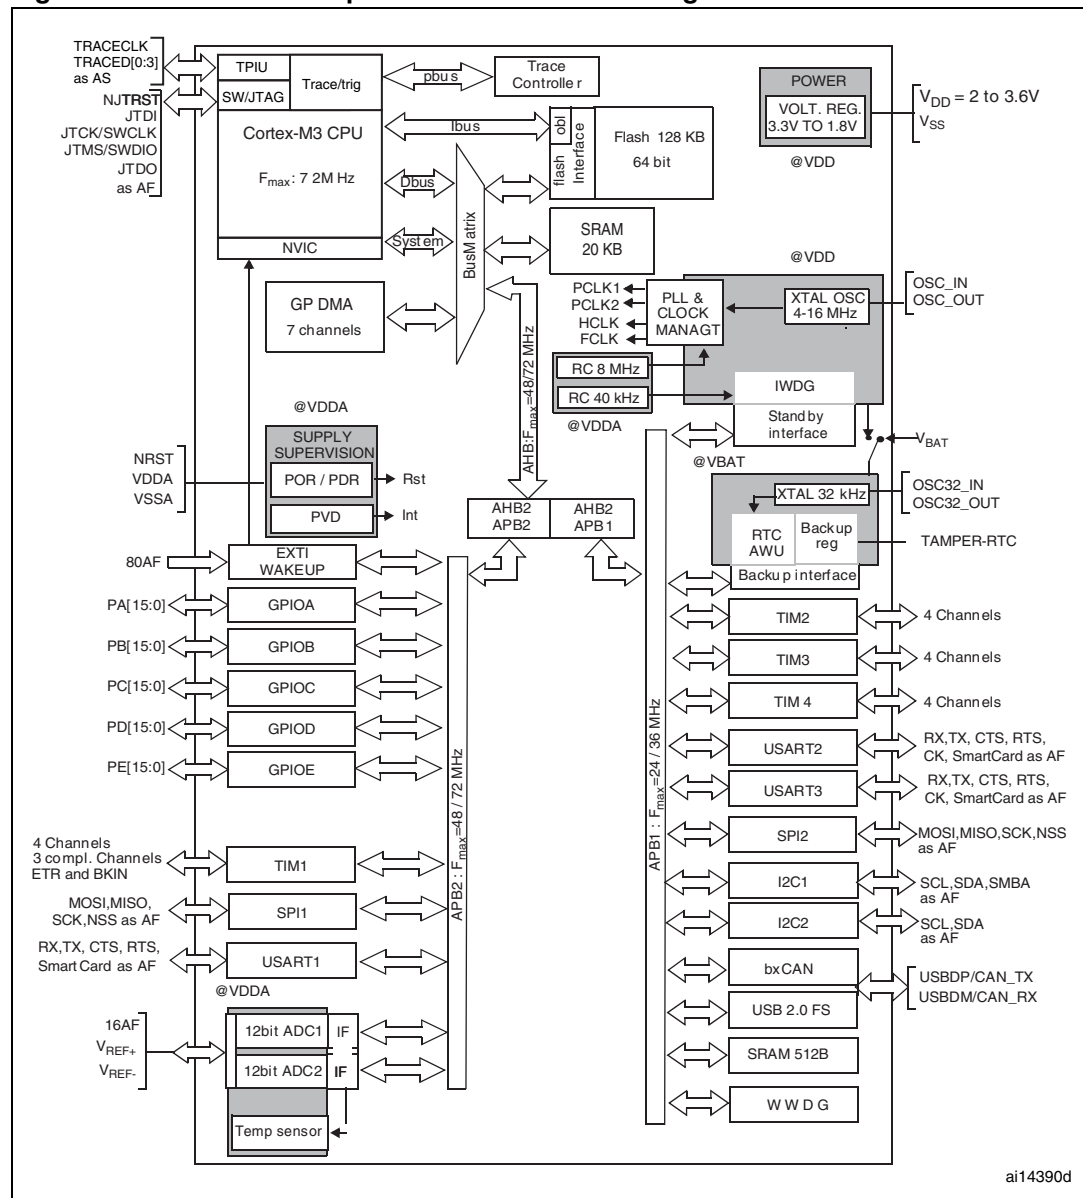 TRACECLK
TRACED[0:3]
as AS
NJTRST
JTDI
JTCK/SWCLK
JTMS/SWDIO
JTDO
as AF
TPIU
SW/JTAG
Trace/trig
Cortex-M3 CPU
Fmax: 7 2M Hz
NVIC
pbus
Trace
Controlle r
Ibus
Dbus
System
BusM atrix
obl
flash
Interface
Flash 128 KB
64 bit
SRAM
20 KB
POWER
VOLT. REG.
3.3V TO 1.8V
@VDD
VDD = 2 to 3.6V
VSS
GP DMA
7 channels
AHB:Fmax=48/72 MHz
PCLK1
PCLK2
HCLK
FCLK
PLL &
CLOCK
MANAGT
@VDD
XTAL OSC
4-16 MHz
OSC_IN
OSC_OUT
RC 8 MHz
RC 40 kHz
@VDDA
IWDG
Stand by
interface
VBAT
@VBAT
@VDDA
SUPPLY
SUPERVISION
POR / PDR
PVD
Rst
Int
NRST
VDDA
VSSA
AHB2
APB2
AHB2
APB1
XTAL 32 kHz
OSC32_IN
OSC32_OUT
RTC
AWU
Backup
reg
TAMPER-RTC
Backu p interface
80AF
EXTI
WAKEUP
PA[15:0]
GPIOA
PB[15:0]
GPIOB
PC[15:0]
GPIOC
PD[15:0]
GPIOD
PE[15:0]
GPIOE
APB2 : Fmax=48 / 72 MHz
APB1 : Fmax=24 / 36 MHz
4 Channels
3 compl. Channels
ETR and BKIN
TIM1
MOSI,MISO,
SCK,NSS as AF
SPI1
RX,TX, CTS, RTS,
SmartCard as AF
USART1
@VDDA
16AF
VREF+
VREF-
12bit ADC1
IF
12bit ADC2
IF
Temp sensor
TIM2
4 Channels
TIM3
4 Channels
TIM 4
4 Channels
USART2
RX,TX, CTS, RTS,
CK, SmartCard as AF
USART3
RX,TX, CTS, RTS,
CK, SmartCard as AF
SPI2
MOSI,MISO,SCK,NSS
as AF
I2C1
SCL,SDA,SMBA
as AF
I2C2
SCL,SDA
as AF
bxCAN
USBDP/CAN_TX
USBDM/CAN_RX
USB 2.0 FS
SRAM 512B
W W D G
ai14390d